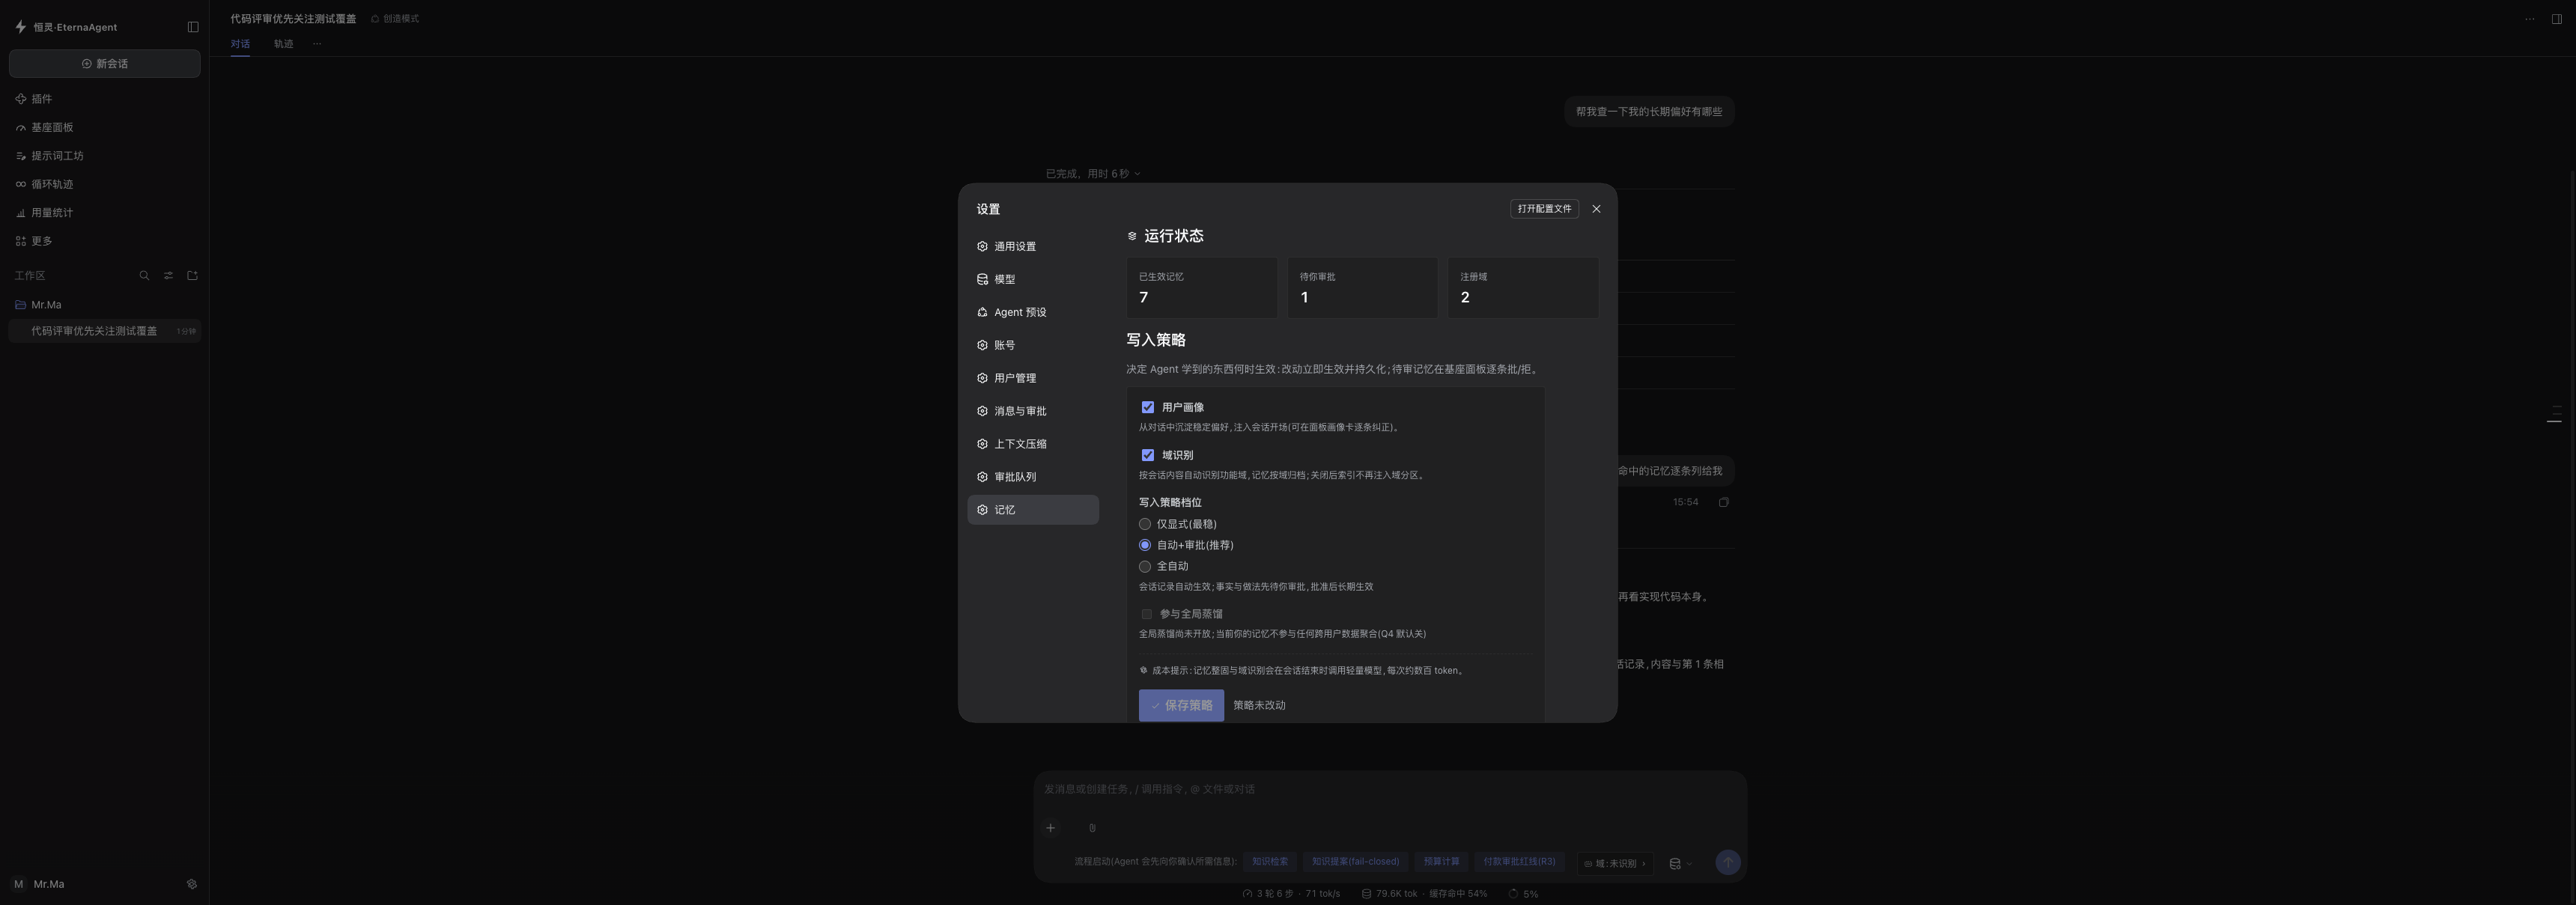 恒灵·EternaAgent
新会话
插件
基座面板
提示词工坊
循环轨迹
用量统计
更多
工作区
Mr.Ma
代码评审优先关注测试覆盖 1分钟
M Mr.Ma
代码评审优先关注测试覆盖 创造模式
对话 轨迹 ···
帮我查一下我的长期偏好有哪些
已完成，用时 6秒
命中的记忆逐条列给我
15:54
再看实现代码本身。
话记录，内容与第 1 条相
设置
打开配置文件
通用设置
模型
Agent 预设
账号
用户管理
消息与审批
上下文压缩
审批队列
记忆
运行状态
已生效记忆
7
待你审批
1
注册域
2
写入策略
决定 Agent 学到的东西何时生效：改动立即生效并持久化；待审记忆在基座面板逐条批/拒。
用户画像
从对话中沉淀稳定偏好，注入会话开场(可在面板画像卡逐条纠正)。
域识别
按会话内容自动识别功能域，记忆按域归档；关闭后索引不再注入域分区。
写入策略档位
仅显式(最稳)
自动+审批(推荐)
全自动
会话记录自动生效；事实与做法先待你审批，批准后长期生效
参与全局蒸馏
全局蒸馏尚未开放；当前你的记忆不参与任何跨用户数据聚合(Q4 默认关)
成本提示：记忆整固与域识别会在会话结束时调用轻量模型，每次约数百 token。
保存策略 策略未改动
发消息或创建任务，/ 调用指令，@ 文件或对话
流程启动(Agent 会先向你确认所需信息): 知识检索 知识提案(fail-closed) 预算计算 付款审批红线(R3) 域：未识别
3 轮 6 步 · 71 tok/s 79.6K tok · 缓存命中 54% 5%